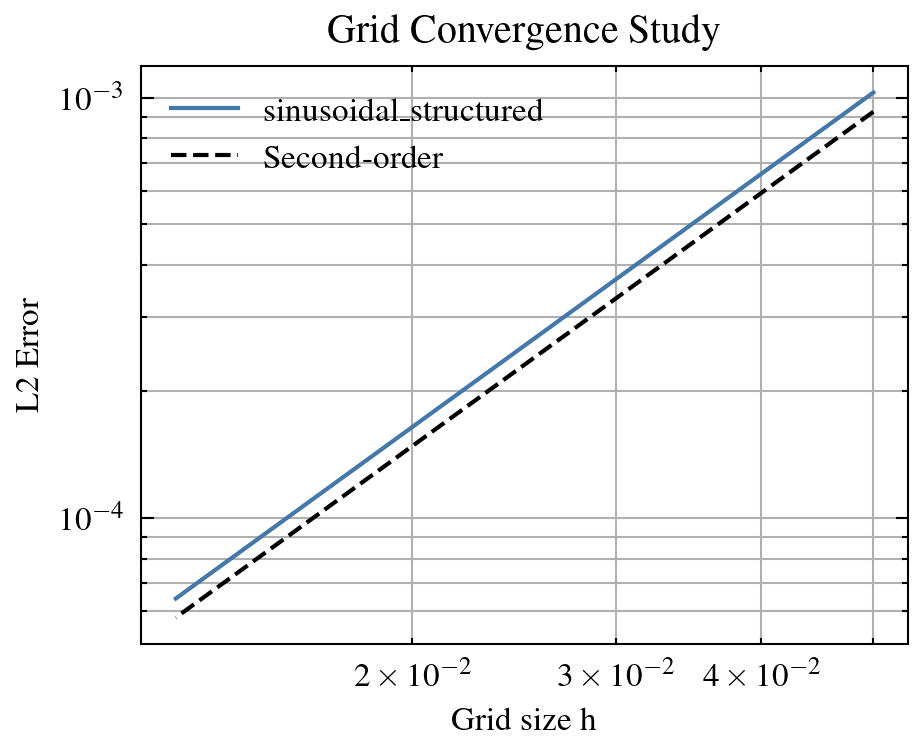 Grid Convergence Study
sinusoidal_structured
Second-order
10⁻³
10⁻⁴
L2 Error
2 × 10⁻²
3 × 10⁻²
4 × 10⁻²
Grid size h